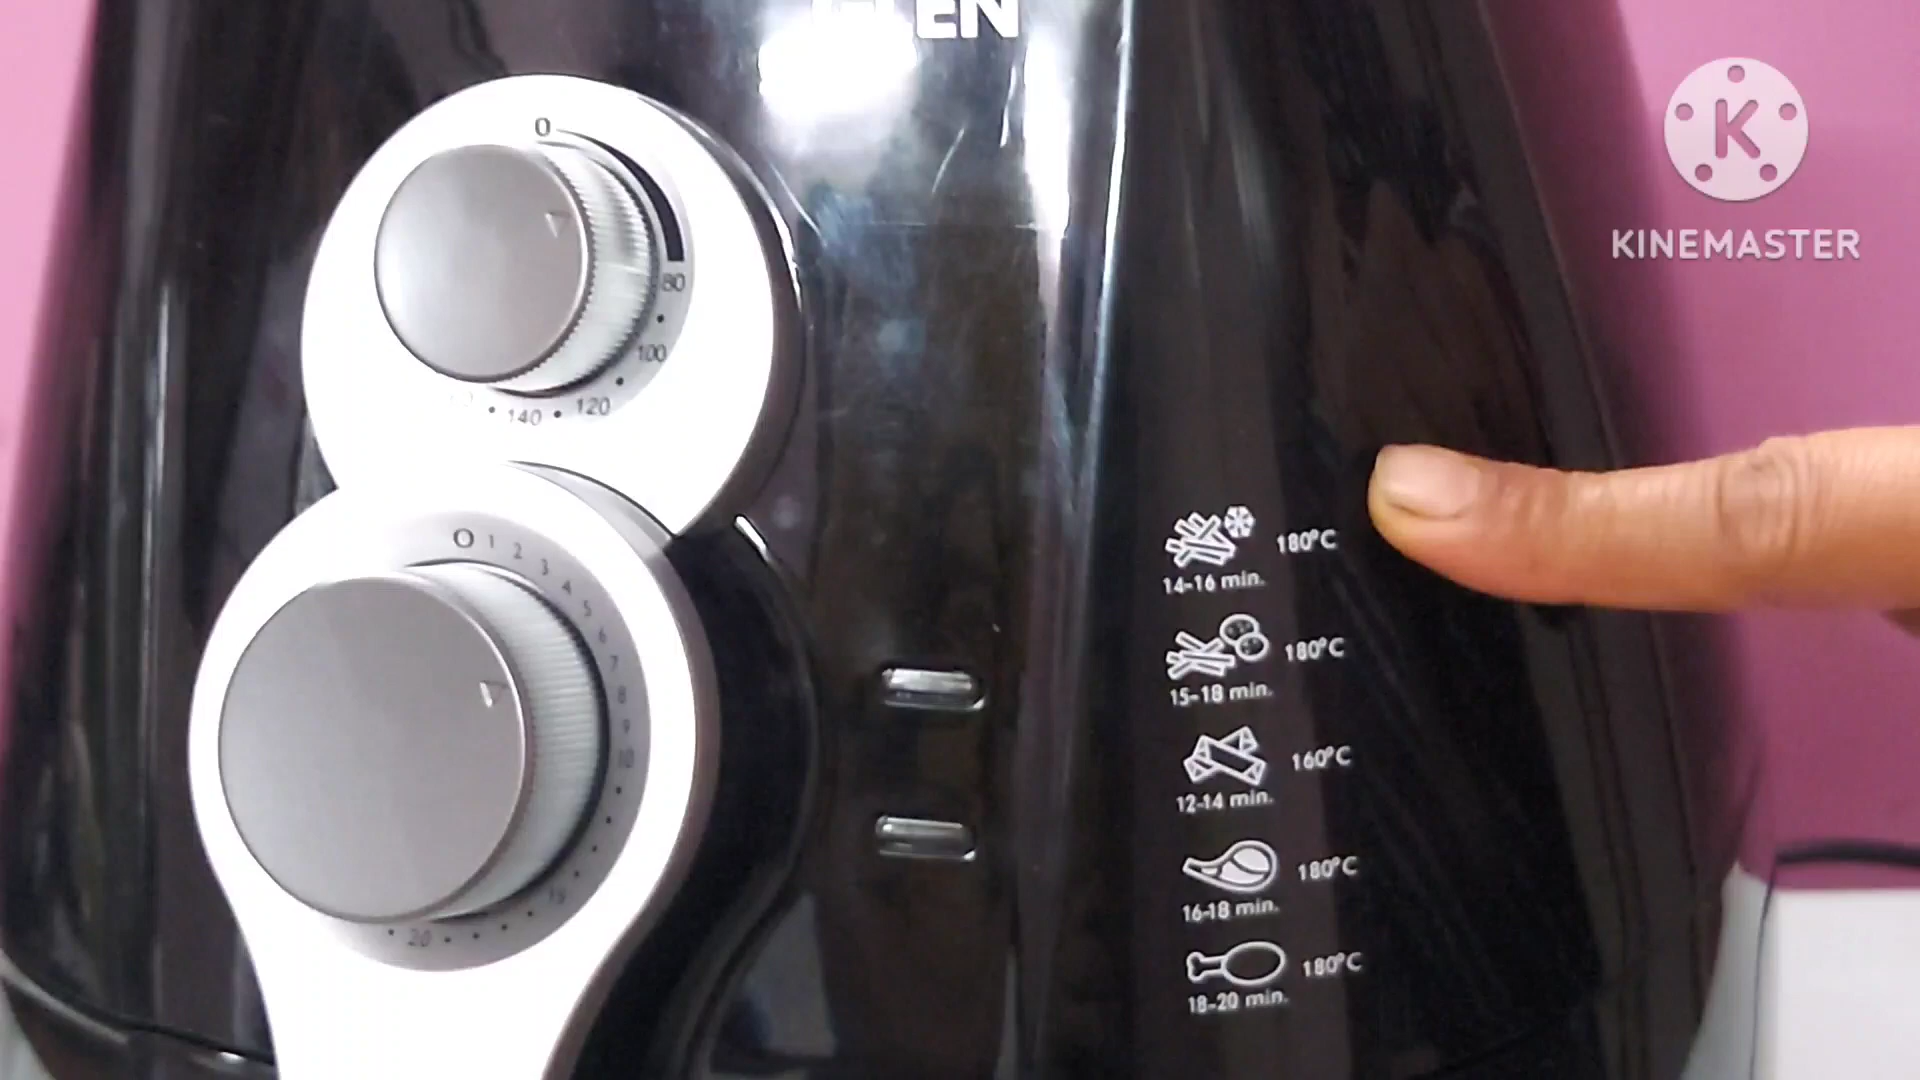 GLEN
KINEMASTER
0
80
100
120
140
0 1 2 3 4 5 6 7 8 9 10
15
20
180°C
14-16 min.
180°C
15-18 min.
160°C
12-14 min.
180°C
16-18 min.
180°C
18-20 min.